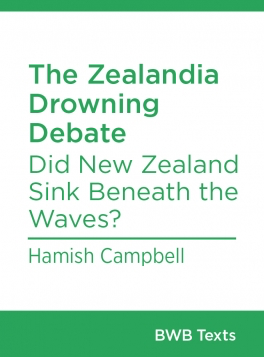 The Zealandia
Drowning
Debate
Did New Zealand
Sink Beneath the
Waves?
Hamish Campbell
BWB Texts